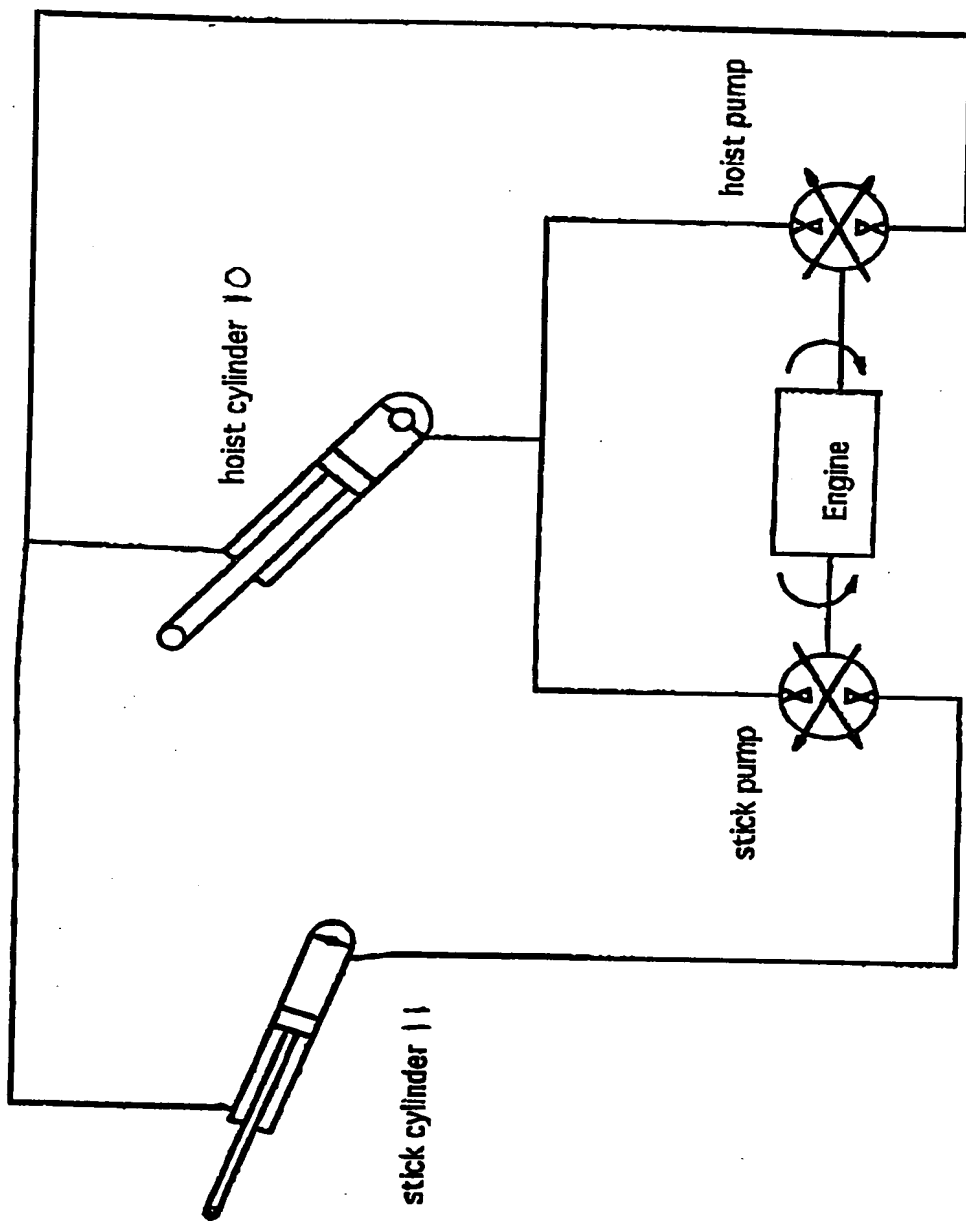 hoist cylinder 10
stick cylinder 11
hoist pump
stick pump
Engine